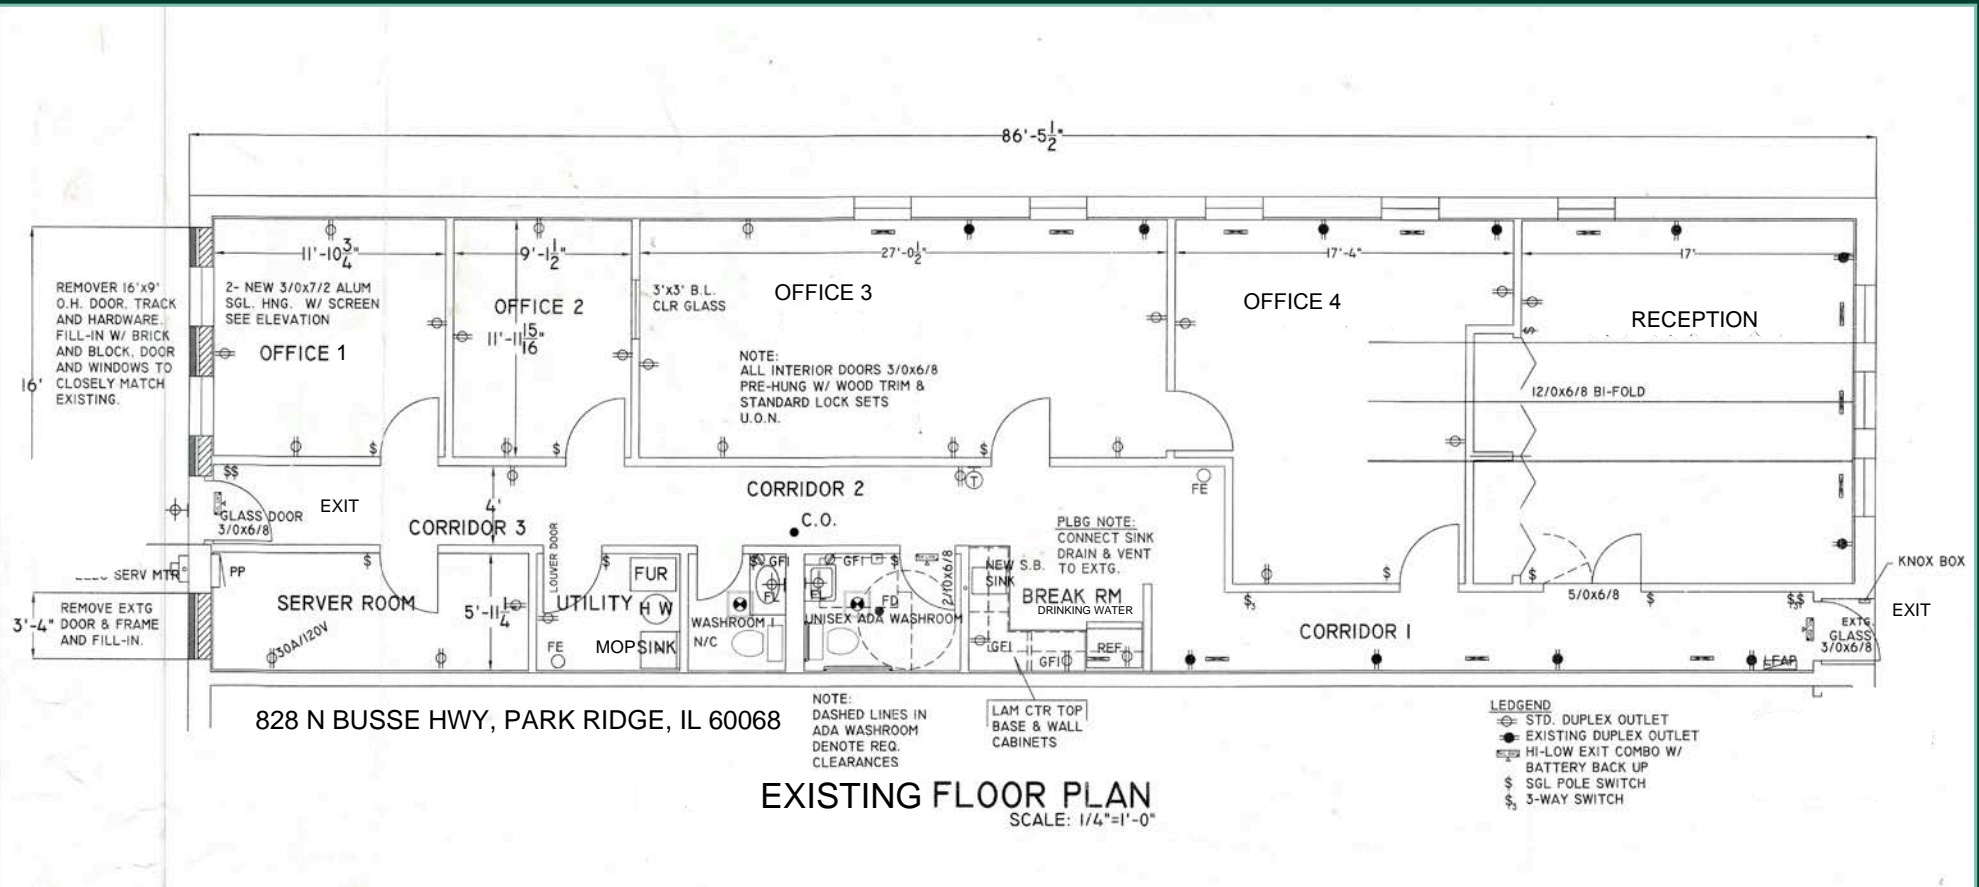 86'-5 1/2"
REMOVER 16'x9'
O.H. DOOR, TRACK
AND HARDWARE.
FILL-IN W/ BRICK
AND BLOCK, DOOR
AND WINDOWS TO
CLOSELY MATCH
EXISTING.
16'
11'-10 3/4"
2- NEW 3/0x7/2 ALUM
SGL. HNG. W/ SCREEN
SEE ELEVATION
OFFICE 1
9'-1 1/2"
OFFICE 2
11'-11 15/16"
27'-0 1/2"
3'x3' B.L.
CLR GLASS
OFFICE 3
NOTE:
ALL INTERIOR DOORS 3/0x6/8
PRE-HUNG W/ WOOD TRIM &
STANDARD LOCK SETS
U.O.N.
17'-4"
OFFICE 4
17'
RECEPTION
$
12/0x6/8 BI-FOLD
$
$
$
$
$$
EXIT
GLASS DOOR
3/0x6/8
CORRIDOR 3
4'
CORRIDOR 2
T
C.O.
FE
PLBG NOTE:
CONNECT SINK
DRAIN & VENT
TO EXTG.
SERV MTR
PP
$
SERVER ROOM
30A/120V
5'-11 1/4"
LOUVER DOOR
$
UTILITY
FUR
H W
FE
MOPSINK
$
GFI
FL
WASHROOM 1
N/C
GFI
$
FL
FD
UNISEX ADA WASHROOM
2/10x6/8
NEW S.B.
SINK
BREAK RM
DRINKING WATER
GFI
GFI
REF.
3'-4"
REMOVE EXTG
DOOR & FRAME
AND FILL-IN.
$
$
5/0x6/8
$3
$
$$3
CORRIDOR 1
KNOX BOX
EXIT
EXTG.
GLASS
3/0x6/8
LEAP
828 N BUSSE HWY, PARK RIDGE, IL 60068
NOTE:
DASHED LINES IN
ADA WASHROOM
DENOTE REQ.
CLEARANCES
LAM CTR TOP
BASE & WALL
CABINETS
LEDGEND
STD. DUPLEX OUTLET
EXISTING DUPLEX OUTLET
HI-LOW EXIT COMBO W/
BATTERY BACK UP
$ SGL POLE SWITCH
$3 3-WAY SWITCH
EXISTING FLOOR PLAN
SCALE: 1/4"=1'-0"